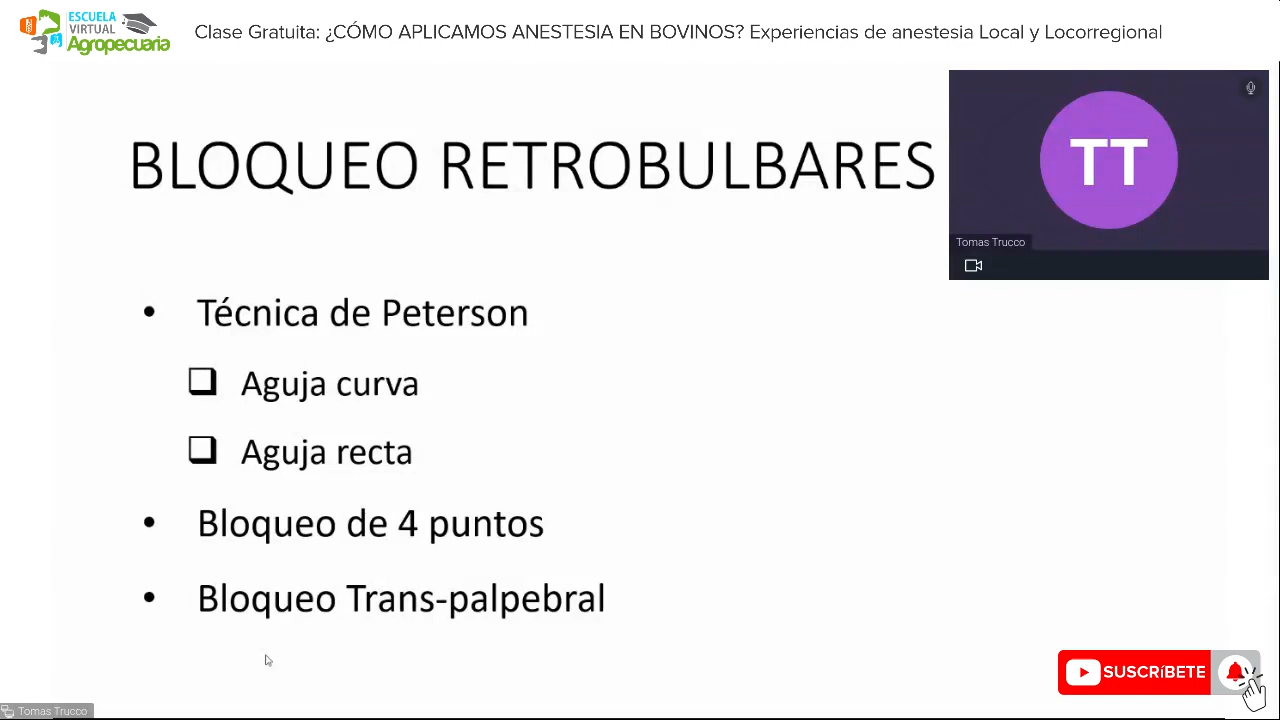 ESCUELA
VIRTUAL
Agropecuaria
Clase Gratuita: ¿CÓMO APLICAMOS ANESTESIA EN BOVINOS? Experiencias de anestesia Local y Locorregional
BLOQUEO RETROBULBARES
TT
Tomas Trucco
• Técnica de Peterson
❑ Aguja curva
❑ Aguja recta
• Bloqueo de 4 puntos
• Bloqueo Trans-palpebral
SUSCRíBETE
Tomas Trucco